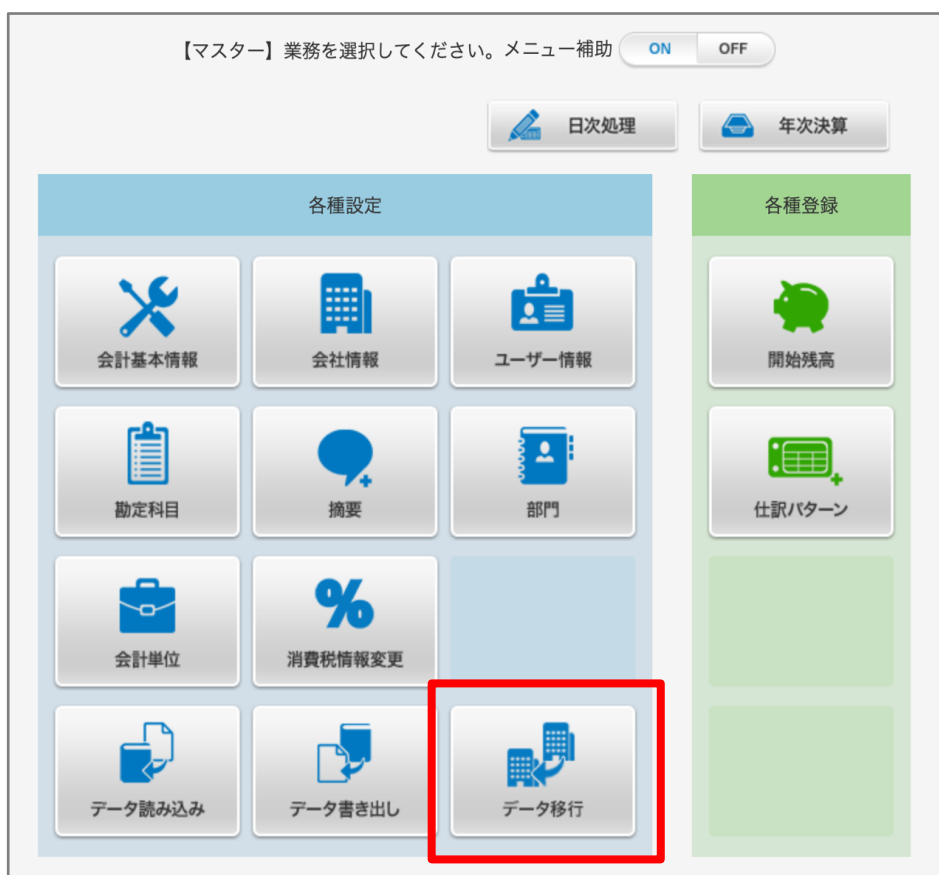 【マスター】業務を選択してください。メニュー補助 ON OFF
日次処理 年次決算
各種設定 各種登録
会計基本情報 会社情報 ユーザー情報 開始残高
勘定科目 摘要 部門 仕訳パターン
会計単位 消費税情報変更
データ読み込み データ書き出し データ移行